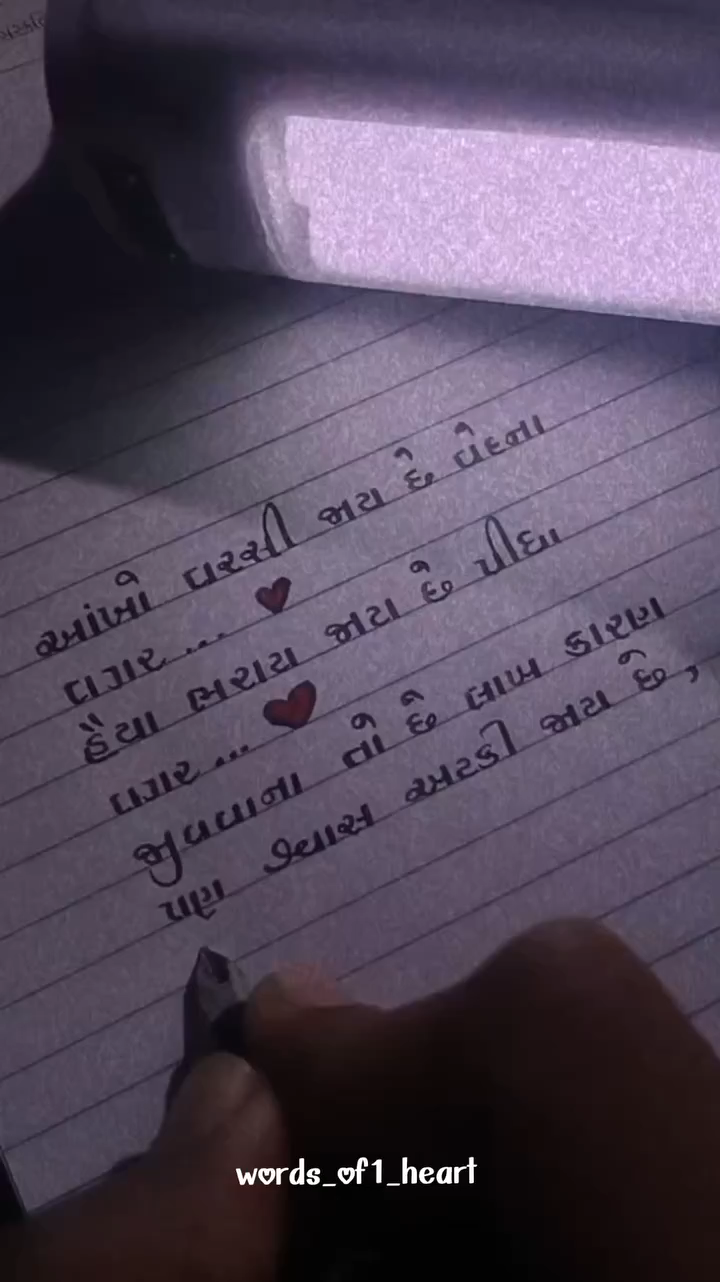 આંખો વરસી જાય છે વેદના
વગર... ❤
હૈયા ભરાય જાય છે પીધા
વગર... ❤
જીવવાના તો છે લાખ કારણ
પણ શ્વાસ અટકી જાય છે,
words_of1_heart